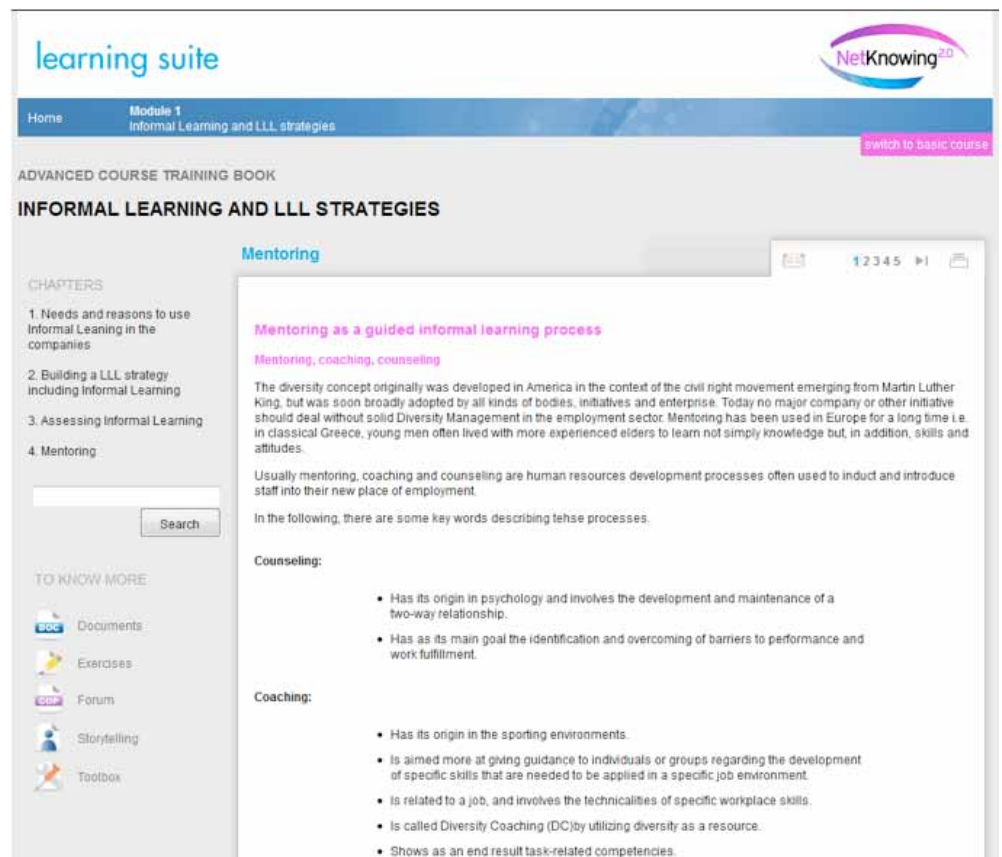 learning suite
NetKnowing2.0
Home
Module 1
Informal Learning and LLL strategies
switch to basic course
ADVANCED COURSE TRAINING BOOK
INFORMAL LEARNING AND LLL STRATEGIES
Mentoring
1 2 3 4 5
CHAPTERS
1. Needs and reasons to use
Informal Leaning in the
companies
2. Building a LLL strategy
including Informal Learning
3. Assessing Informal Learning
4. Mentoring
Search
TO KNOW MORE
DOC Documents
Exercises
COP Forum
Storytelling
Toolbox
Mentoring as a guided informal learning process
Mentoring, coaching, counseling
The diversity concept originally was developed in America in the context of the civil right movement emerging from Martin Luther
King, but was soon broadly adopted by all kinds of bodies, initiatives and enterprise. Today no major company or other initiative
should deal without solid Diversity Management in the employment sector. Mentoring has been used in Europe for a long time i.e.
in classical Greece, young men often lived with more experienced elders to learn not simply knowledge but, in addition, skills and
attitudes.
Usually mentoring, coaching and counseling are human resources development processes often used to induct and introduce
staff into their new place of employment.
In the following, there are some key words describing tehse processes.
Counseling:
• Has its origin in psychology and involves the development and maintenance of a
two-way relationship.
• Has as its main goal the identification and overcoming of barriers to performance and
work fulfillment.
Coaching:
• Has its origin in the sporting environments.
• Is aimed more at giving guidance to individuals or groups regarding the development
of specific skills that are needed to be applied in a specific job environment.
• Is related to a job, and involves the technicalities of specific workplace skills.
• Is called Diversity Coaching (DC)by utilizing diversity as a resource.
• Shows as an end result task-related competencies.